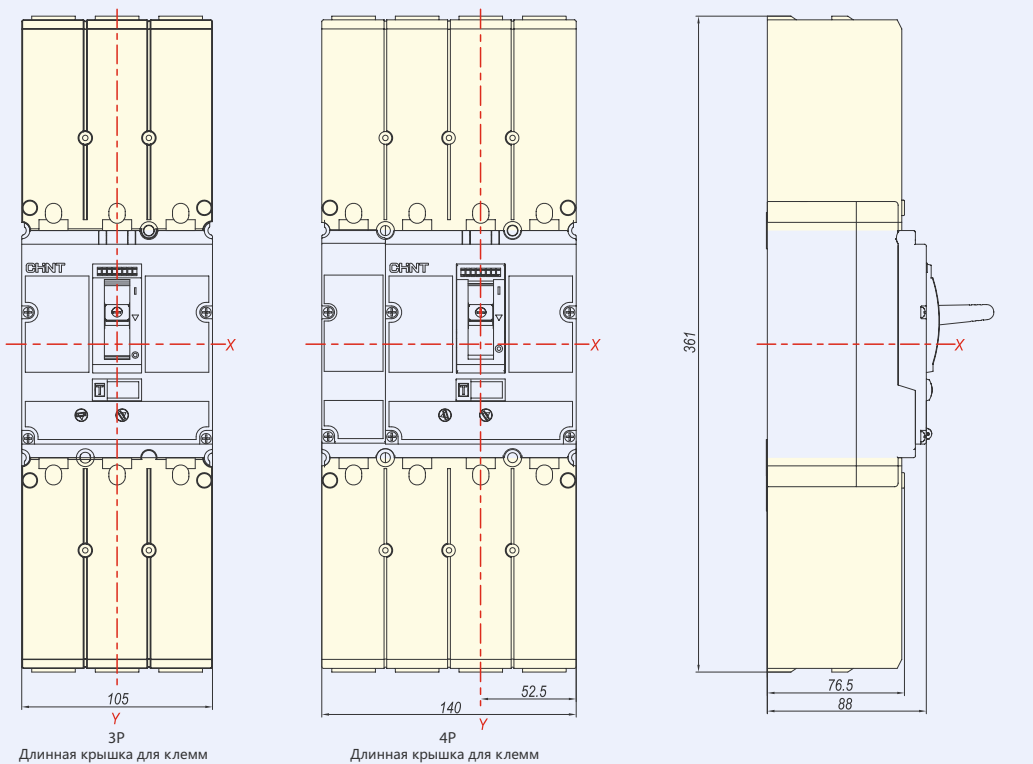 CHNT
I
O
X
T
105
Y
3P
Длинная крышка для клемм
CHNT
I
O
X
T
52.5
140
Y
4P
Длинная крышка для клемм
361
X
76.5
88